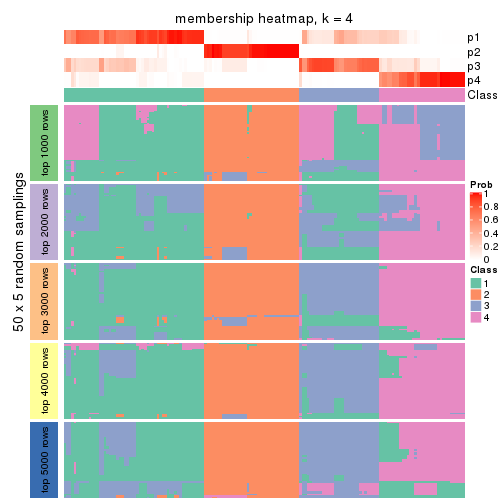 membership heatmap, k = 4
p1
p2
p3
p4
Class
50 x 5 random samplings
top 1000 rows
top 2000 rows
top 3000 rows
top 4000 rows
top 5000 rows
Prob
1
0.8
0.6
0.4
0.2
0
Class
1
2
3
4